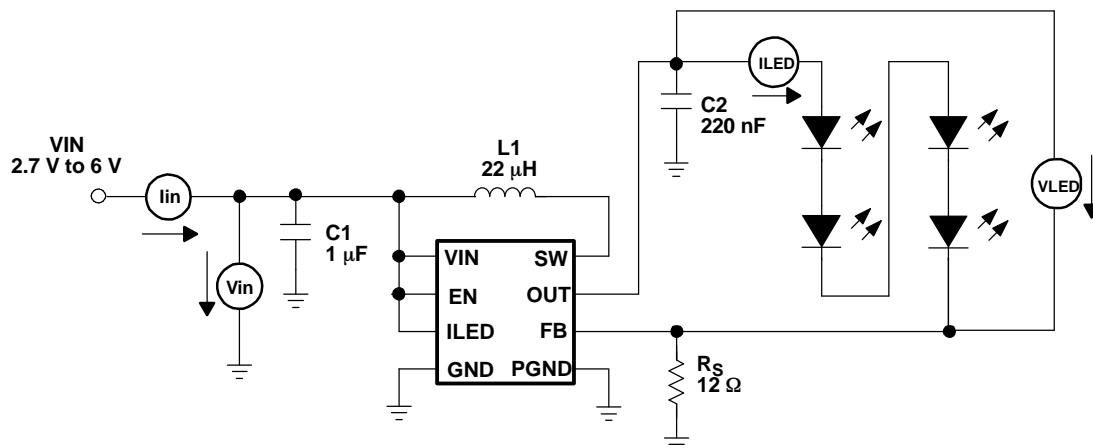 ILED
C2
220 nF
VIN
2.7 V to 6 V
L1
22 μH
VLED
Iin
C1
1 μF
Vin
VIN
SW
EN
OUT
ILED
FB
GND
PGND
RS
12 Ω